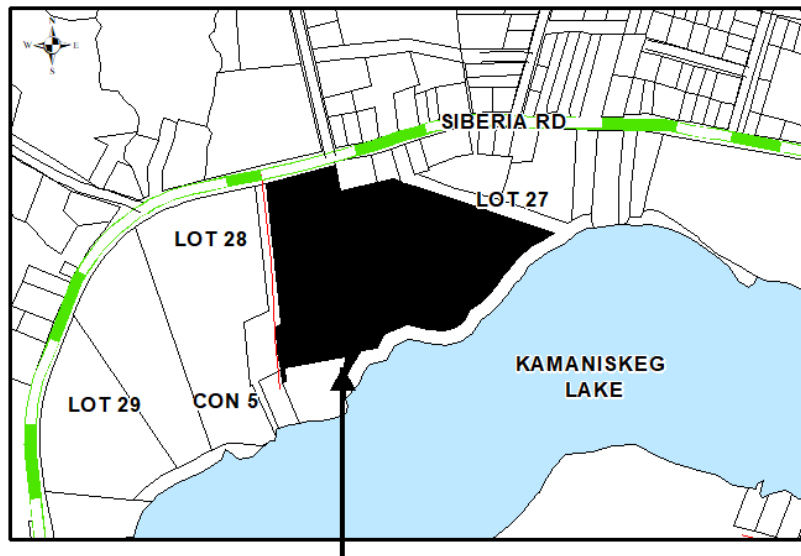 N
W E
S
SIBERIA RD
LOT 27
LOT 28
KAMANISKEG
LAKE
LOT 29
CON 5